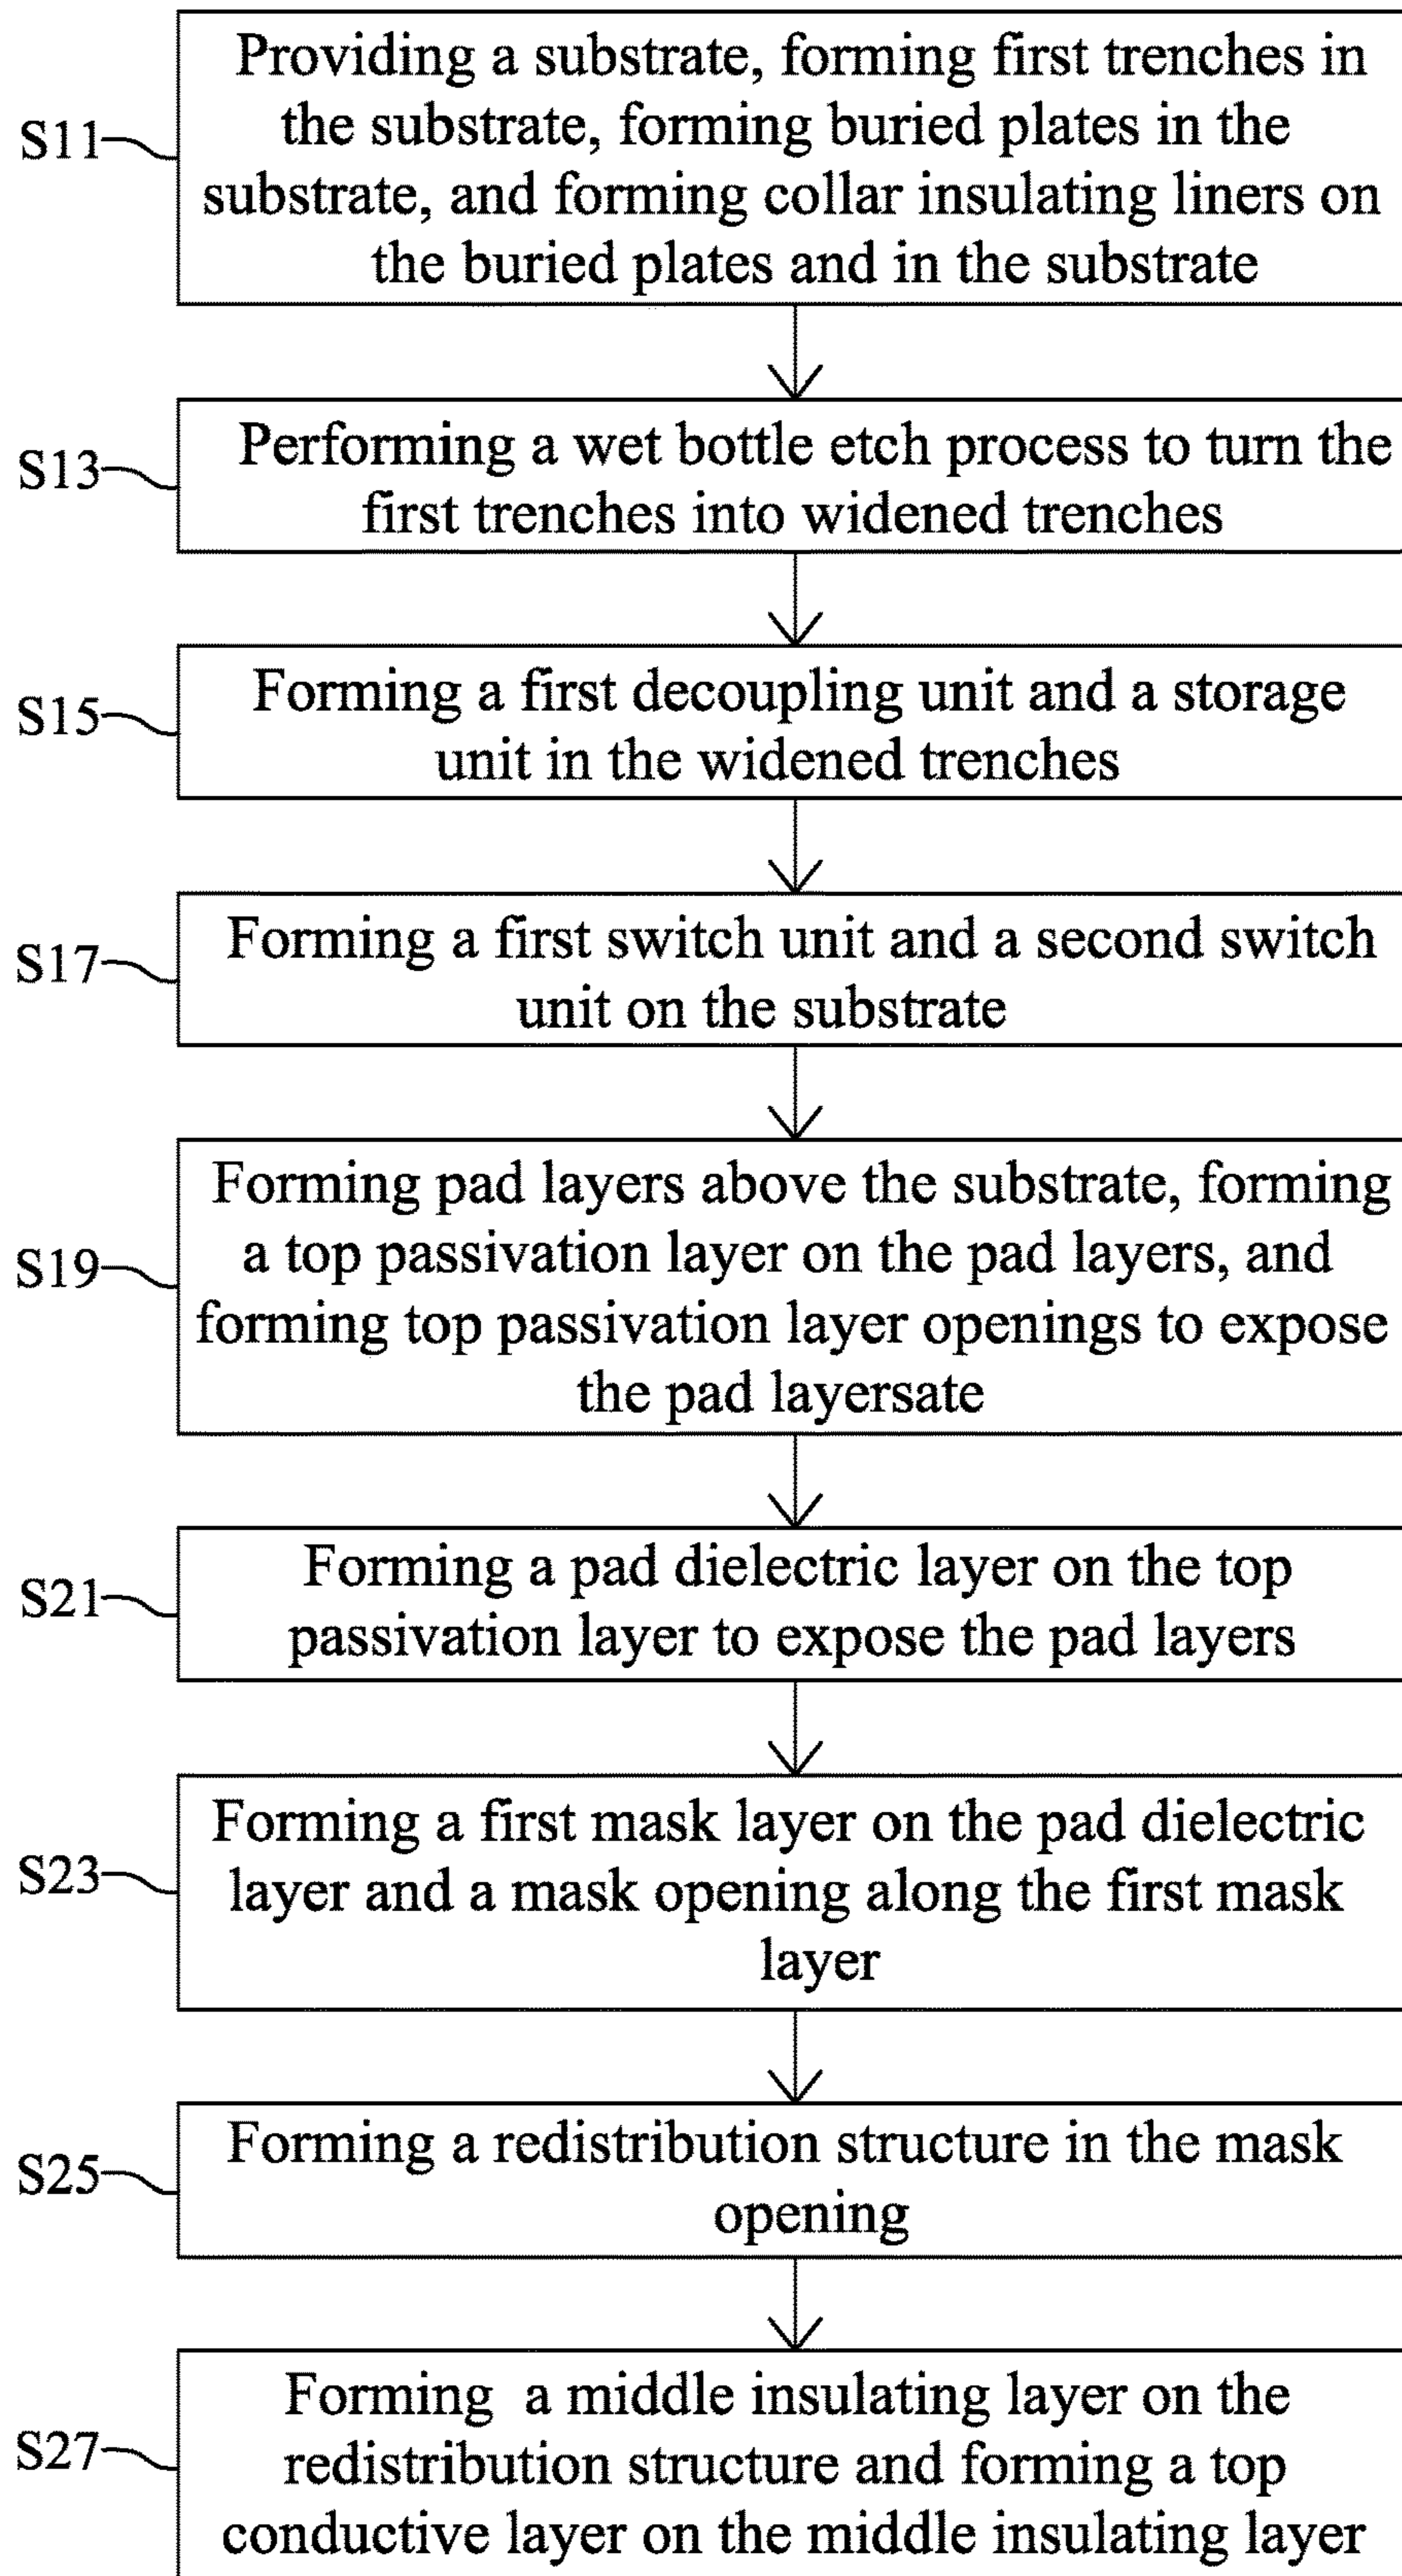 Providing a substrate, forming first trenches in
the substrate, forming buried plates in the
S11
substrate, and forming collar insulating liners on
the buried plates and in the substrate
Performing a wet bottle etch process to turn the
S13
first trenches into widened trenches
Forming a first decoupling unit and a storage
S15
unit in the widened trenches
Forming a first switch unit and a second switch
S17
unit on the substrate
Forming pad layers above the substrate, forming
a top passivation layer on the pad layers, and
S19
forming top passivation layer openings to expose
the pad layersate
Forming a pad dielectric layer on the top
S21
passivation layer to expose the pad layers
Forming a first mask layer on the pad dielectric
S23
layer and a mask opening along the first mask
layer
Forming a redistribution structure in the mask
S25
opening
Forming a middle insulating layer on the
S27
redistribution structure and forming a top
conductive layer on the middle insulating layer